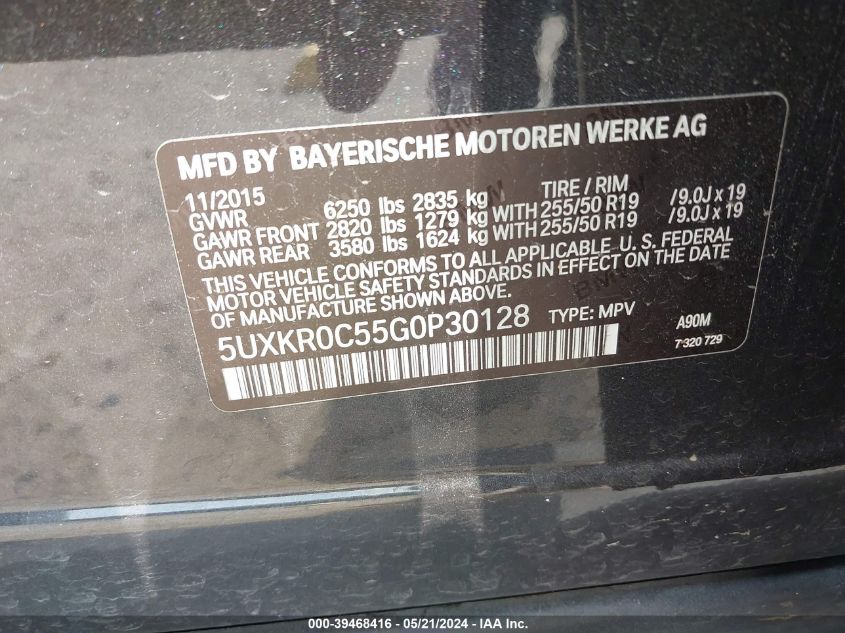 MFD BY BAYERISCHE MOTOREN WERKE AG
11/2015 TIRE / RIM
GVWR 6250 lbs 2835 kg
GAWR FRONT 2820 lbs 1279 kg WITH 255/50 R19 /9.0J x 19
GAWR REAR 3580 lbs 1624 kg WITH 255/50 R19 /9.0J x 19
THIS VEHICLE CONFORMS TO ALL APPLICABLE U. S. FEDERAL
MOTOR VEHICLE SAFETY STANDARDS IN EFFECT ON THE DATE
OF MANUFACTURE SHOWN ABOVE.
5UXKR0C55G0P30128 TYPE: MPV A90M
7 320 729
000-39468416 - 05/21/2024 - © IAA Inc.